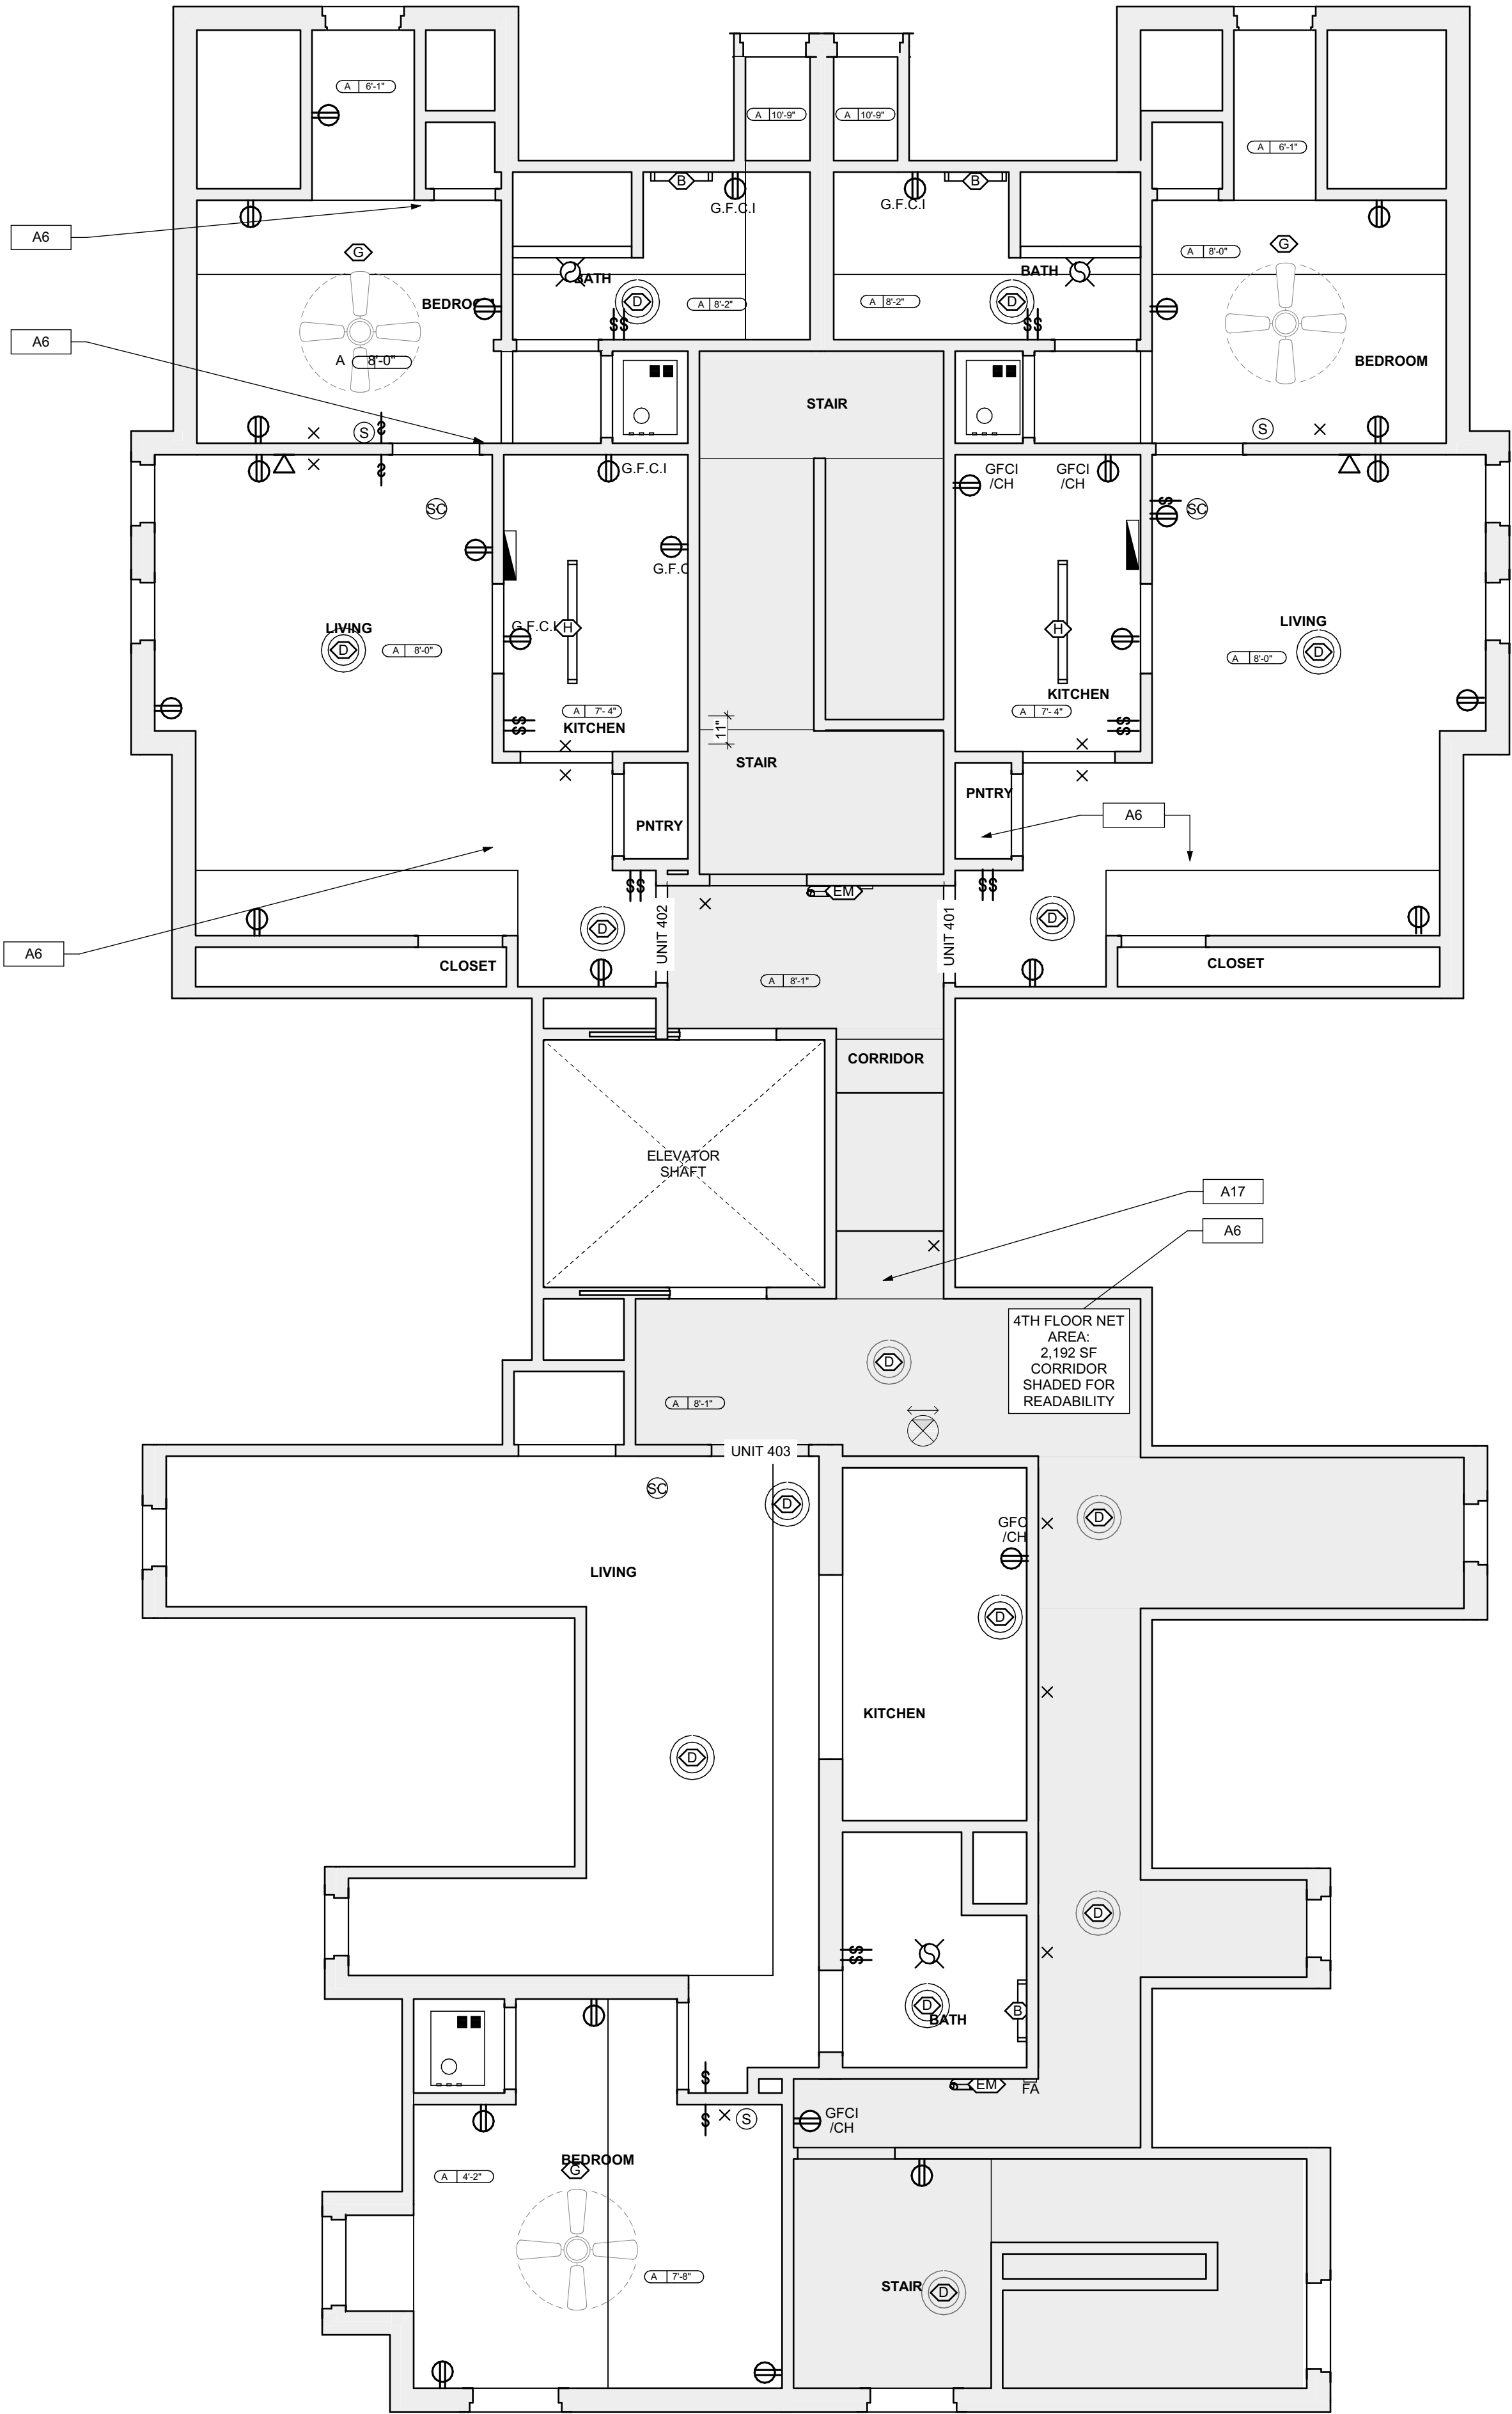 A 6'-1"
A 10'-9"
A 10'-9"
A 6'-1"
B
B
G.F.C.I
G.F.C.I
A6
G
BATH
D
A 8'-2"
A 8'-2"
D
BATH
A 8'-0"
G
BEDROOM
$$
$$
A6
A 8'-0"
BEDROOM
STAIR
S
$
$
S
G.F.C.I
GFCI
/CH
GFCI
/CH
SC
$
SC
G.F.C
LIVING
D
A 8'-0"
G.F.C.I
H
H
LIVING
A 8'-0"
D
KITCHEN
A 7'-4"
KITCHEN
$$
11"
A 7'-4"
$$
STAIR
PNTRY
A6
PNTRY
$$
EM
$$
UNIT 402
UNIT 401
D
D
A6
CLOSET
CLOSET
A 8'-1"
CORRIDOR
ELEVATOR
SHAFT
A17
A6
4TH FLOOR NET
AREA:
2,192 SF
CORRIDOR
SHADED FOR
READABILITY
D
A 8'-1"
UNIT 403
SC
D
GFC
/CH
D
LIVING
D
KITCHEN
D
D
$$
D
BATH
B
$
$
S
EM
FA
GFCI
/CH
BEDROOM
G
A 4'-2"
A 7'-8"
STAIR
D